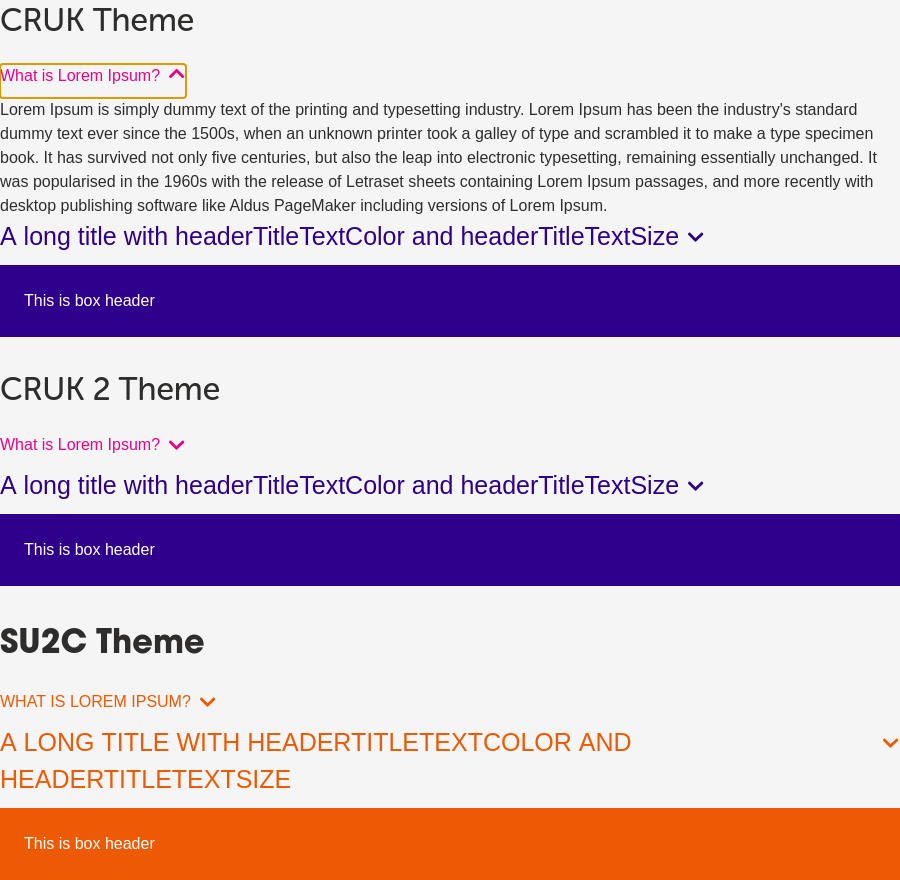 CRUK Theme
What is Lorem Ipsum?
Lorem Ipsum is simply dummy text of the printing and typesetting industry. Lorem Ipsum has been the industry's standard
dummy text ever since the 1500s, when an unknown printer took a galley of type and scrambled it to make a type specimen
book. It has survived not only five centuries, but also the leap into electronic typesetting, remaining essentially unchanged. It
was popularised in the 1960s with the release of Letraset sheets containing Lorem Ipsum passages, and more recently with
desktop publishing software like Aldus PageMaker including versions of Lorem Ipsum.
A long title with headerTitleTextColor and headerTitleTextSize
This is box header
CRUK 2 Theme
What is Lorem Ipsum?
A long title with headerTitleTextColor and headerTitleTextSize
This is box header
SU2C Theme
WHAT IS LOREM IPSUM?
A LONG TITLE WITH HEADERTITLETEXTCOLOR AND
HEADERTITLETEXTSIZE
This is box header